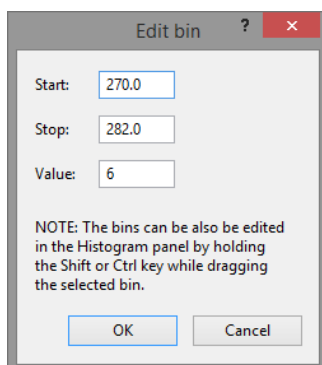 Edit bin ? ×
Start: 270.0
Stop: 282.0
Value: 6
NOTE: The bins can be also be edited
in the Histogram panel by holding
the Shift or Ctrl key while dragging
the selected bin.
OK Cancel